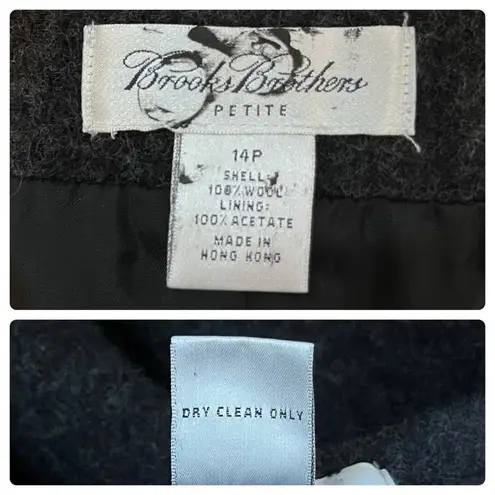 Brooks Brothers
PETITE
14P
SHELL:
100% WOOL
LINING:
100% ACETATE
MADE IN
HONG KONG
DRY CLEAN ONLY